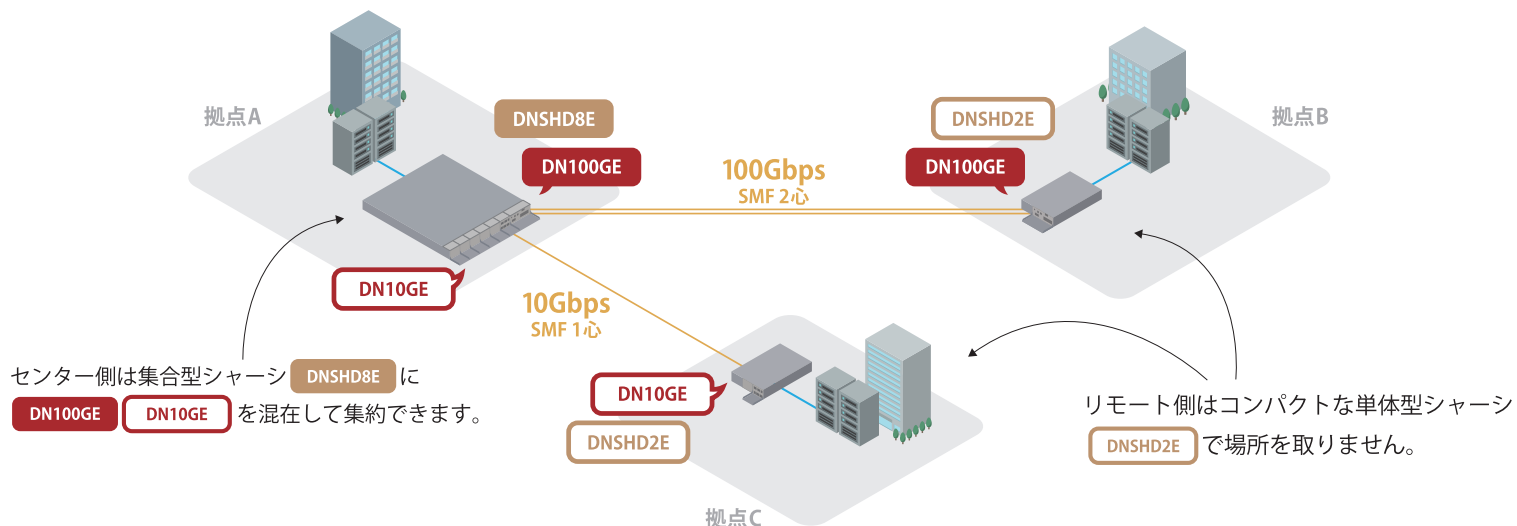 拠点A
DNSHD8E
DN100GE
DN10GE
100Gbps
SMF 2心
DNSHD2E
DN100GE
拠点B
10Gbps
SMF 1心
DN10GE
DNSHD2E
拠点C
センター側は集合型シャーシ DNSHD8E に
DN100GE DN10GE を混在して集約できます。
リモート側はコンパクトな単体型シャーシ
DNSHD2E で場所を取りません。